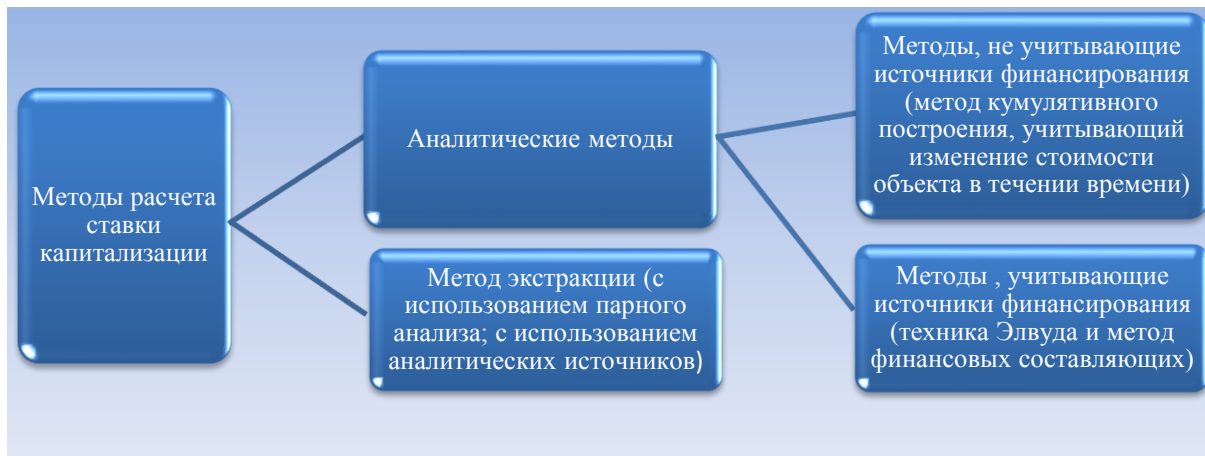 Методы расчета
ставки
капитализации
Аналитические методы
Метод экстракции (с
использованием парного
анализа; с использованием
аналитических источников)
Методы, не учитывающие
источники финансирования
(метод кумулятивного
построения, учитывающий
изменение стоимости
объекта в течении времени)
Методы , учитывающие
источники финансирования
(техника Элвуда и метод
финансовых составляющих)